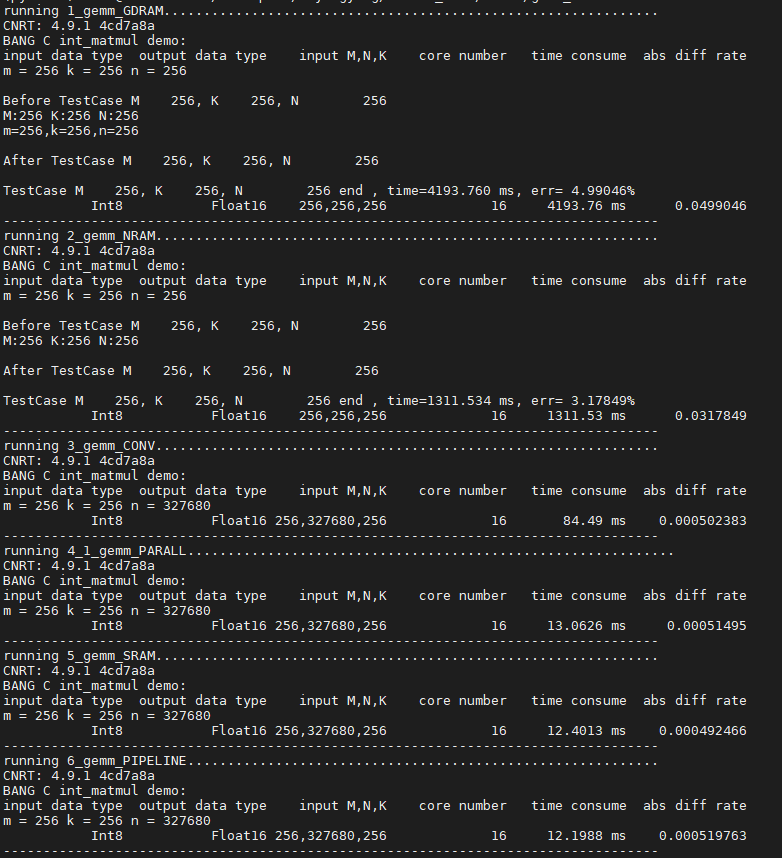 running 1_gemm_GDRAM..............................................................
CNRT: 4.9.1 4cd7a8a
BANG C int_matmul demo:
input data type  output data type    input M,N,K    core number   time consume  abs diff rate
m = 256 k = 256 n = 256
Before TestCase M    256, K    256, N        256
M:256 K:256 N:256
m=256,k=256,n=256
After TestCase M    256, K    256, N        256
TestCase M    256, K    256, N        256 end , time=4193.760 ms, err= 4.99046%
           Int8           Float16    256,256,256             16     4193.76 ms      0.0499046
----------------------------------------------------------------------------------
running 2_gemm_NRAM...............................................................
CNRT: 4.9.1 4cd7a8a
BANG C int_matmul demo:
input data type  output data type    input M,N,K    core number   time consume  abs diff rate
m = 256 k = 256 n = 256
Before TestCase M    256, K    256, N        256
M:256 K:256 N:256
After TestCase M    256, K    256, N        256
TestCase M    256, K    256, N        256 end , time=1311.534 ms, err= 3.17849%
           Int8           Float16    256,256,256             16     1311.53 ms      0.0317849
----------------------------------------------------------------------------------
running 3_gemm_CONV...............................................................
CNRT: 4.9.1 4cd7a8a
BANG C int_matmul demo:
input data type  output data type    input M,N,K    core number   time consume  abs diff rate
m = 256 k = 256 n = 327680
           Int8           Float16 256,327680,256             16       84.49 ms    0.000502383
----------------------------------------------------------------------------------
running 4_1_gemm_PARALL.............................................................
CNRT: 4.9.1 4cd7a8a
BANG C int_matmul demo:
input data type  output data type    input M,N,K    core number   time consume  abs diff rate
m = 256 k = 256 n = 327680
           Int8           Float16 256,327680,256             16     13.0626 ms     0.00051495
----------------------------------------------------------------------------------
running 5_gemm_SRAM...............................................................
CNRT: 4.9.1 4cd7a8a
BANG C int_matmul demo:
input data type  output data type    input M,N,K    core number   time consume  abs diff rate
m = 256 k = 256 n = 327680
           Int8           Float16 256,327680,256             16     12.4013 ms    0.000492466
----------------------------------------------------------------------------------
running 6_gemm_PIPELINE...........................................................
CNRT: 4.9.1 4cd7a8a
BANG C int_matmul demo:
input data type  output data type    input M,N,K    core number   time consume  abs diff rate
m = 256 k = 256 n = 327680
           Int8           Float16 256,327680,256             16     12.1988 ms    0.000519763
----------------------------------------------------------------------------------